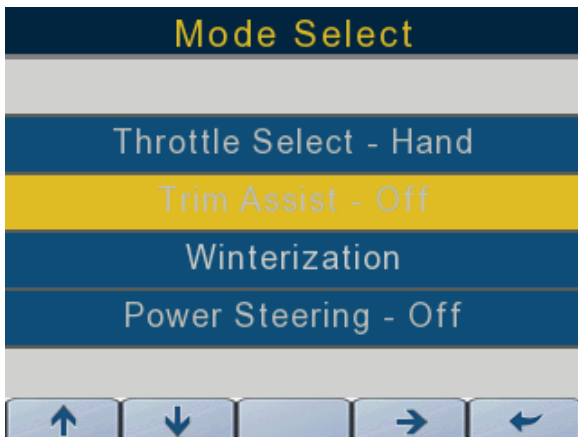 Mode Select
Throttle Select - Hand
Trim Assist - Off
Winterization
Power Steering - Off